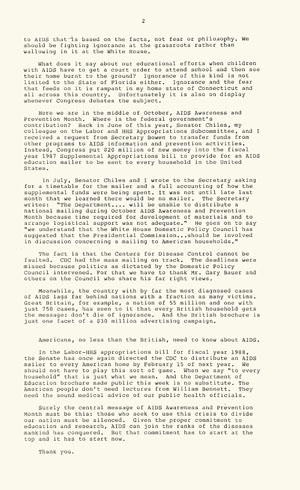 2
to AIDS that is based on the facts, not fear or philosophy. We
should be fighting ignorance at the grassroots rather than
wallowing in it at the White House.
What does it say about out educational efforts when children
with AIDS have to get a court order to attend school and then see
their home burnt to the ground? Ignorance of this kind is not
limited to the State of Florida either. Ignorance and the fear
that feeds on it is rampant in my home state of Connecticut and
all across this country. Unfortunately it is also on display
whenever Congress debates the subject.
Here we are in the middle of October, AIDS Awareness and
Prevention Month. Where is the federal government's
contribution? Back in June of this year, Senator Chiles, my
colleague on the Labor and HHS Appropriations Subcommittee, and I
received a request from Secretary Bowen to transfer funds from
other programs to AIDS information and prevention activities.
Instead, Congress put $20 million of new money into the fiscal
year 1987 Supplemental Appropriations bill to provide for an AIDS
education mailer to be sent to every household in the United
States.
In July, Senator Chiles and I wrote to the Secretary asking
for a timetable for the mailer and a full accounting of how the
supplemental funds were being spent. It was not until late last
month that we learned there would be no mailer. The Secretary
writes: "The Department.... will be unable to distribute a
national mailing during October AIDS Awareness and Prevention
Month because time required for development of materials and to
arrange logistical support was not adequate." He goes on to say
"we understand that the White House Domestic Policy Council has
suggested that the Presidential Commission....should be involved
in discussion concerning a mailing to American households."
The fact is that the Centers for Disease Control cannot be
faulted. CDC had the mass mailing on track. The deadlines were
missed because politics as dictated by the Domestic Policy
Council intervened. For that we have to thank Mr. Gary Bauer and
others on the Council who share his far right views.
Meanwhile, the country with by far the most diagnosed cases
of AIDS lags far behind nations with a fraction as many victims.
Great Britain, for example, a nation of 55 million and one with
just 750 cases, has seen to it that every British household gets
the message: don't die of ignorance. And the British brochure is
just one facet of a $30 million advertising campaign.
Americans, no less than the British, need to know about AIDS.
In the Labor-HHS appropriations bill for fiscal year 1988,
the Senate has once again directed the CDC to distribute an AIDS
mailer to every American home by February 15 of next year. We
should not have to play this sort of game. When we say "to every
household" that is just what we mean. And the Department of
Education brochure made public this week is no substitute. The
American people don't need lectures from William Bennett. They
need the sound medical advice of our public health officials.
Surely the central message of AIDS Awareness and Prevention
Month must be this: those who seek to use this crisis to divide
our nation must be silenced. Given the proper commitment to
education and research, AIDS can join the ranks of the diseases
mankind has conquered. But that commitment has to start at the
top and it has to start now.
Thank you.